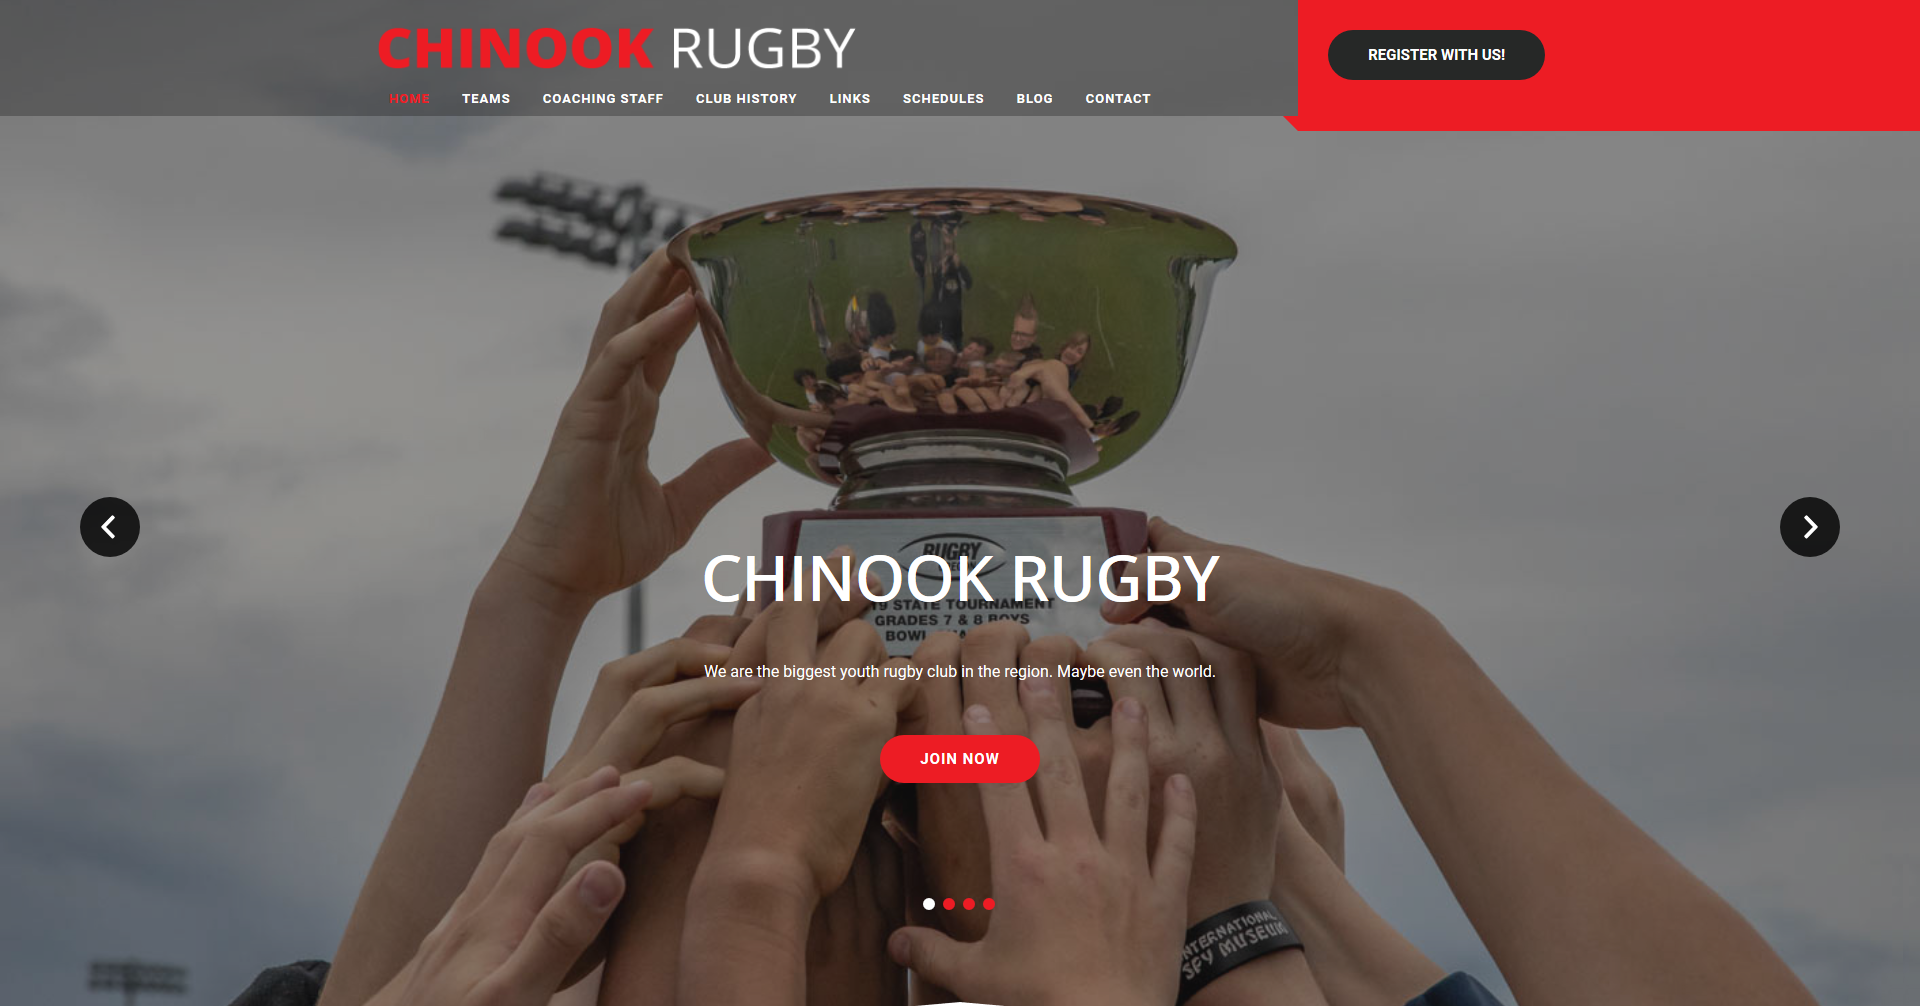 CHINOOK RUGBY
REGISTER WITH US!
HOME TEAMS COACHING STAFF CLUB HISTORY LINKS SCHEDULES BLOG CONTACT
RUGBY
CHINOOK RUGBY
19 STATE TOURNAMENT
GRADES 7 & 8 BOYS
BOWL
We are the biggest youth rugby club in the region. Maybe even the world.
JOIN NOW
INTERNATIONAL
SPY MUSEUM